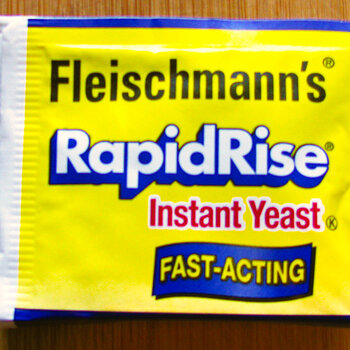 Fleischmann's®
RapidRise®
Instant Yeast Ⓚ
FAST-ACTING